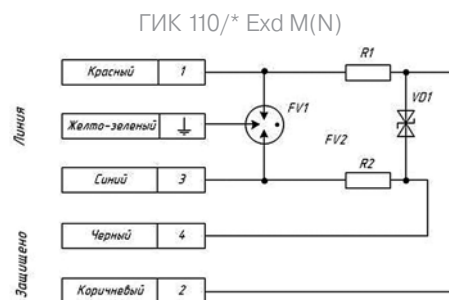 ГИК 110/* Exd M(N)
Линия
Красный 1
Желто-зеленый
Синий 3
Защищено
Черный 4
Коричневый 2
R1
FV1
VD1
FV2
R2